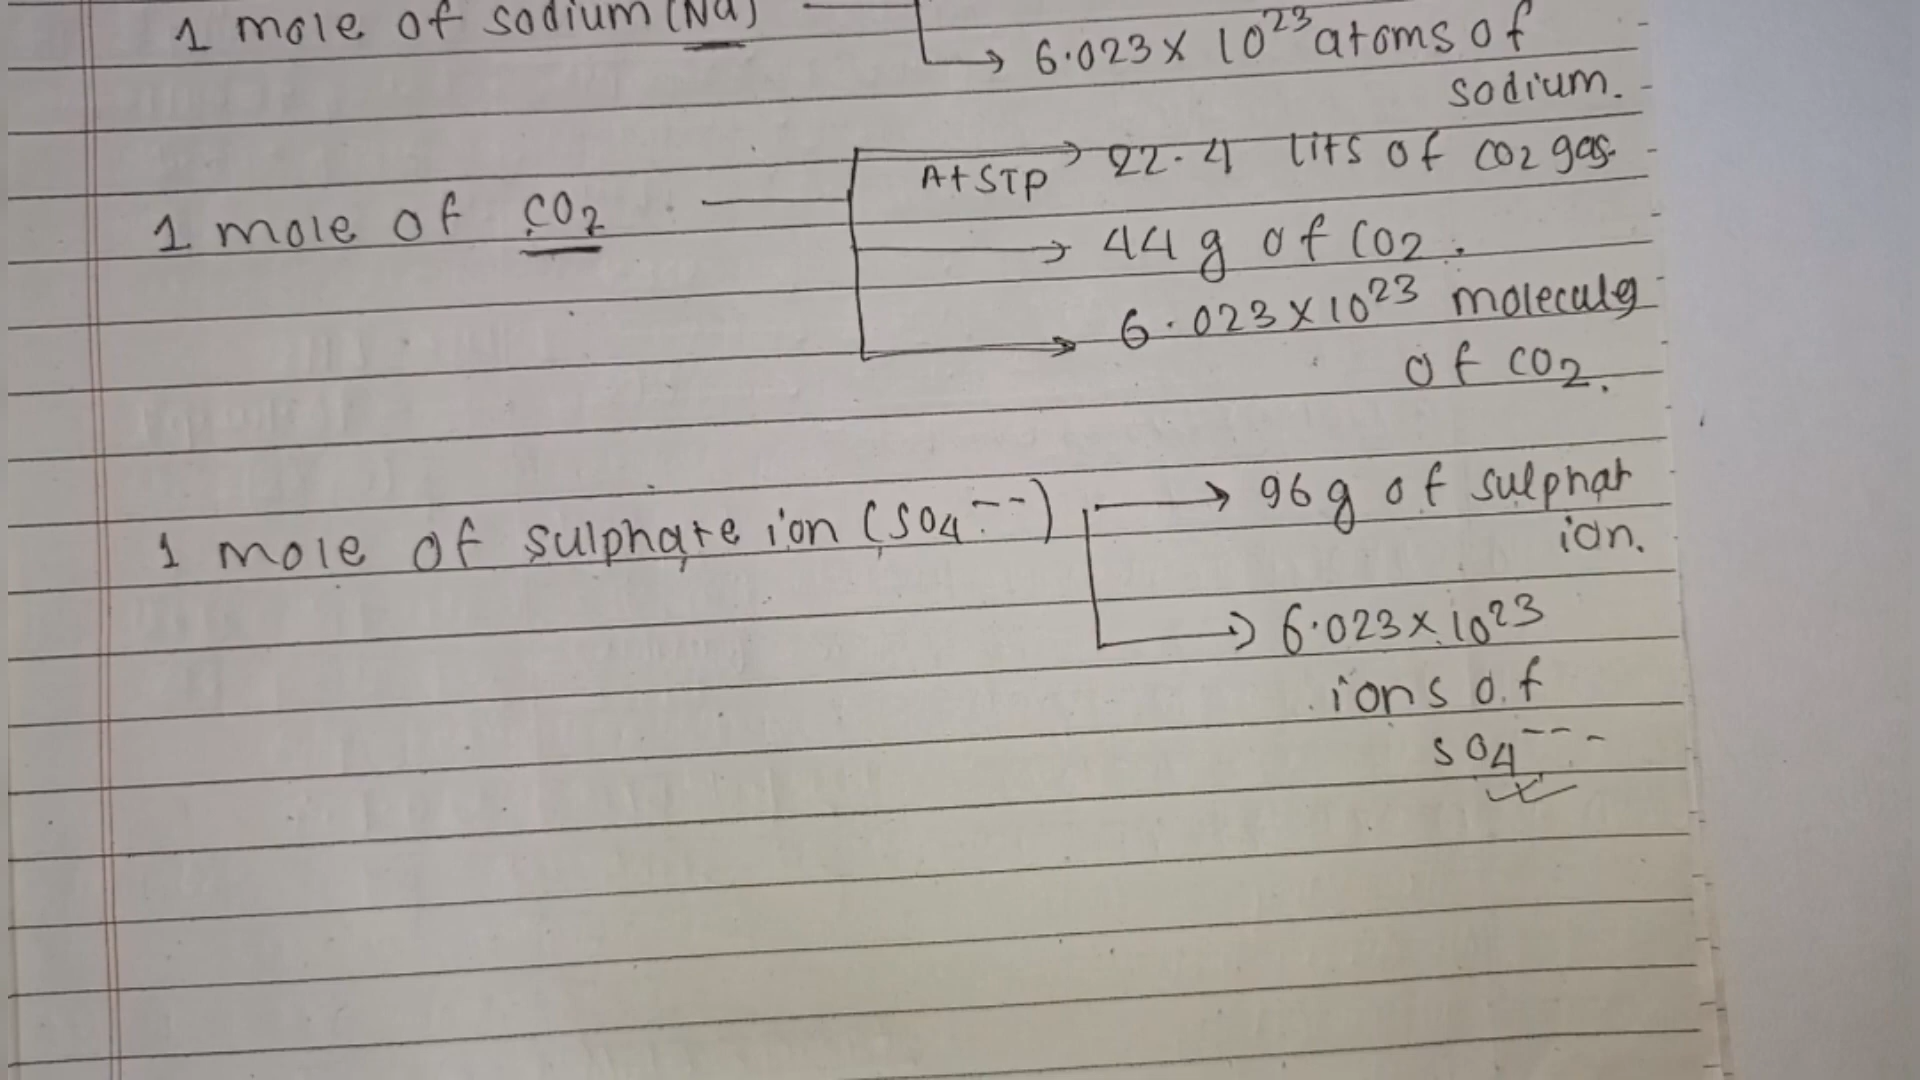 1 mole of sodium (Na)
→ 6.023 × 10²³ atoms of
sodium.
At STP → 22.4 lits of CO₂ gas.
1 mole of CO₂
→ 44 g of CO₂.
→ 6.023 × 10²³ molecules
of CO₂.
1 mole of sulphate ion (SO₄⁻⁻) → 96 g of sulphat
ion.
→ 6.023 × 10²³
ions of
SO₄⁻⁻⁻